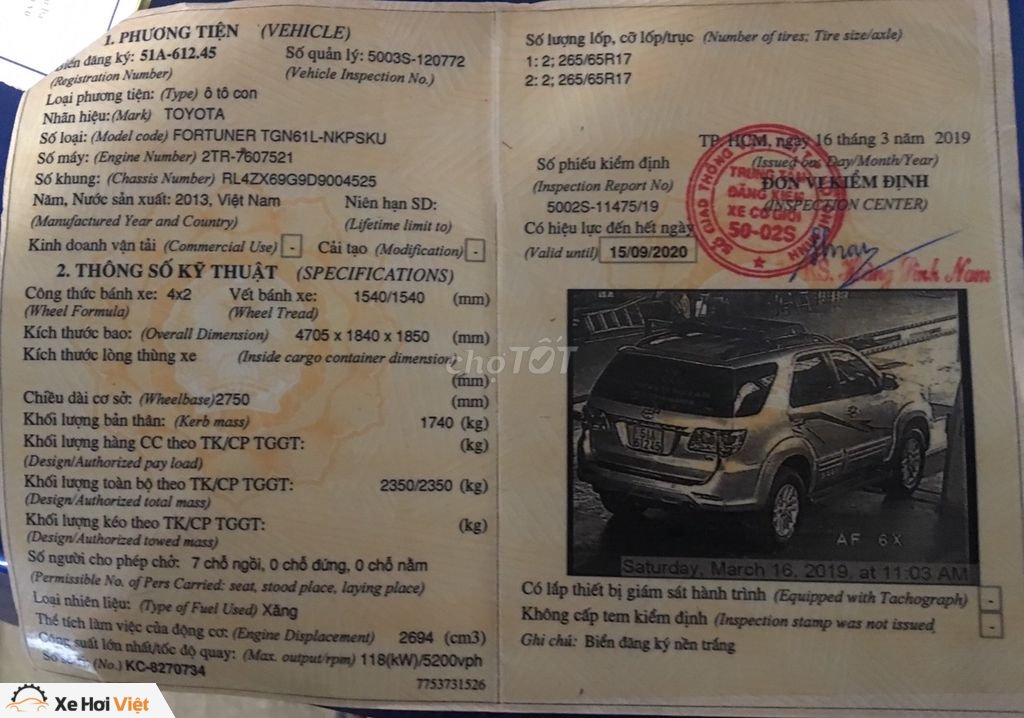 1. PHƯƠNG TIỆN (VEHICLE)
Biển đăng ký: 51A-612.45 Số quản lý: 5003S-120772
(Registration Number) (Vehicle Inspection No.)
Loại phương tiện: (Type) ô tô con
Nhãn hiệu: (Mark) TOYOTA
Số loại: (Model code) FORTUNER TGN61L-NKPSKU
Số máy: (Engine Number) 2TR-7607521
Số khung: (Chassis Number) RL4ZX69G9D9004525
Năm, Nước sản xuất: 2013, Việt Nam Niên hạn SD:
(Manufactured Year and Country) (Lifetime limit to)
Kinh doanh vận tải (Commercial Use) - Cải tạo (Modification) -
2. THÔNG SỐ KỸ THUẬT (SPECIFICATIONS)
Công thức bánh xe: 4x2 Vết bánh xe: 1540/1540 (mm)
(Wheel Formula) (Wheel Tread)
Kích thước bao: (Overall Dimension) 4705 x 1840 x 1850 (mm)
Kích thước lòng thùng xe (Inside cargo container dimension)
(mm)
Chiều dài cơ sở: (Wheelbase) 2750 (mm)
Khối lượng bản thân: (Kerb mass) 1740 (kg)
Khối lượng hàng CC theo TK/CP TGGT: (kg)
(Design/Authorized pay load)
Khối lượng toàn bộ theo TK/CP TGGT: 2350/2350 (kg)
(Design/Authorized total mass)
Khối lượng kéo theo TK/CP TGGT: (kg)
(Design/Authorized towed mass)
Số người cho phép chở: 7 chỗ ngồi, 0 chỗ đứng, 0 chỗ nằm
(Permissible No. of Pers Carried: seat, stood place, laying place)
Loại nhiên liệu: (Type of Fuel Used) Xăng
Thể tích làm việc của động cơ: (Engine Displacement) 2694 (cm3)
Công suất lớn nhất/tốc độ quay: (Max. output/rpm) 118(kW)/5200vph
(No.) KC-8270734
7753731526
Số lượng lốp, cỡ lốp/trục (Number of tires; Tire size/axle)
1: 2; 265/65R17
2: 2; 265/65R17
TP. HCM, ngày 16 tháng 3 năm 2019
Số phiếu kiểm định (Issued on: Day/Month/Year)
(Inspection Report No) ĐƠN VỊ KIỂM ĐỊNH
5002S-11475/19 (INSPECTION CENTER)
Có hiệu lực đến hết ngày
(Valid until) 15/09/2020
TRUNG TÂM
ĐĂNG KIỂM
XE CƠ GIỚI
50-02S
chợTỐT
51A
61245
AF 6X
Saturday, March 16, 2019, at 11:03 AM
Có lắp thiết bị giám sát hành trình (Equipped with Tachograph) -
Không cấp tem kiểm định (Inspection stamp was not issued) -
Ghi chú: Biển đăng ký nền trắng
Xe Hơi Việt